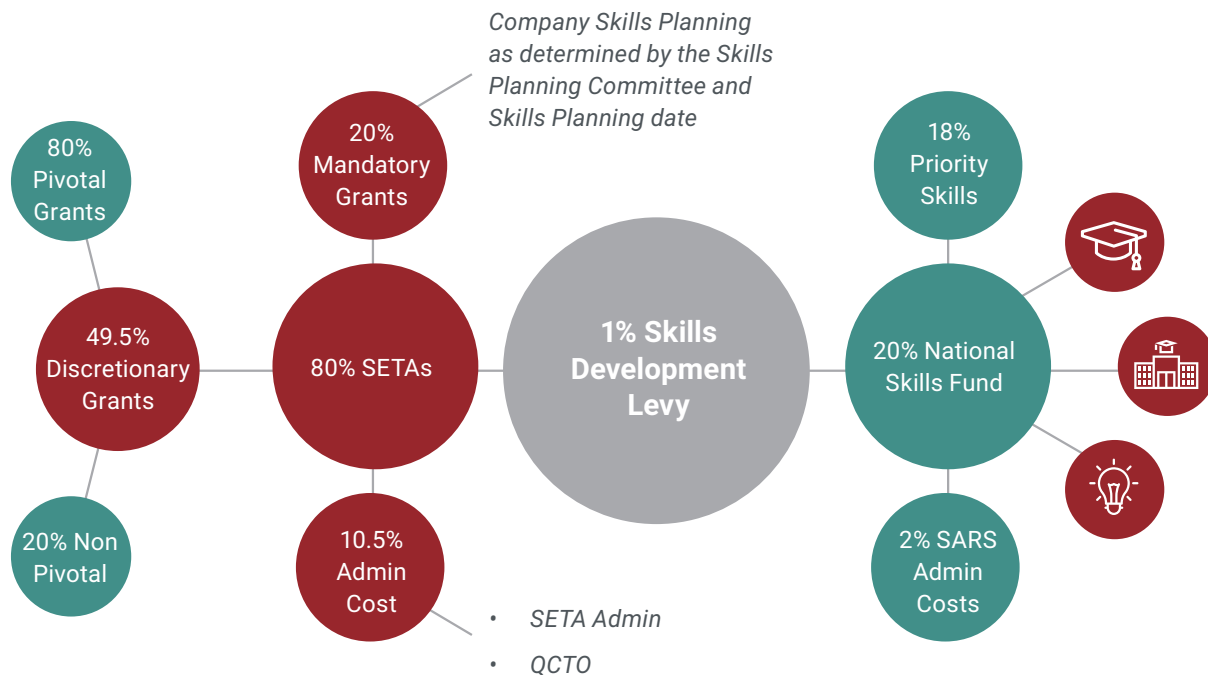 Company Skills Planning
as determined by the Skills
Planning Committee and
Skills Planning date
80%
Pivotal
Grants
20%
Mandatory
Grants
18%
Priority
Skills
49.5%
Discretionary
Grants
80% SETAs
1% Skills
Development
Levy
20% National
Skills Fund
20% Non
Pivotal
10.5%
Admin
Cost
2% SARS
Admin
Costs
• SETA Admin
• QCTO